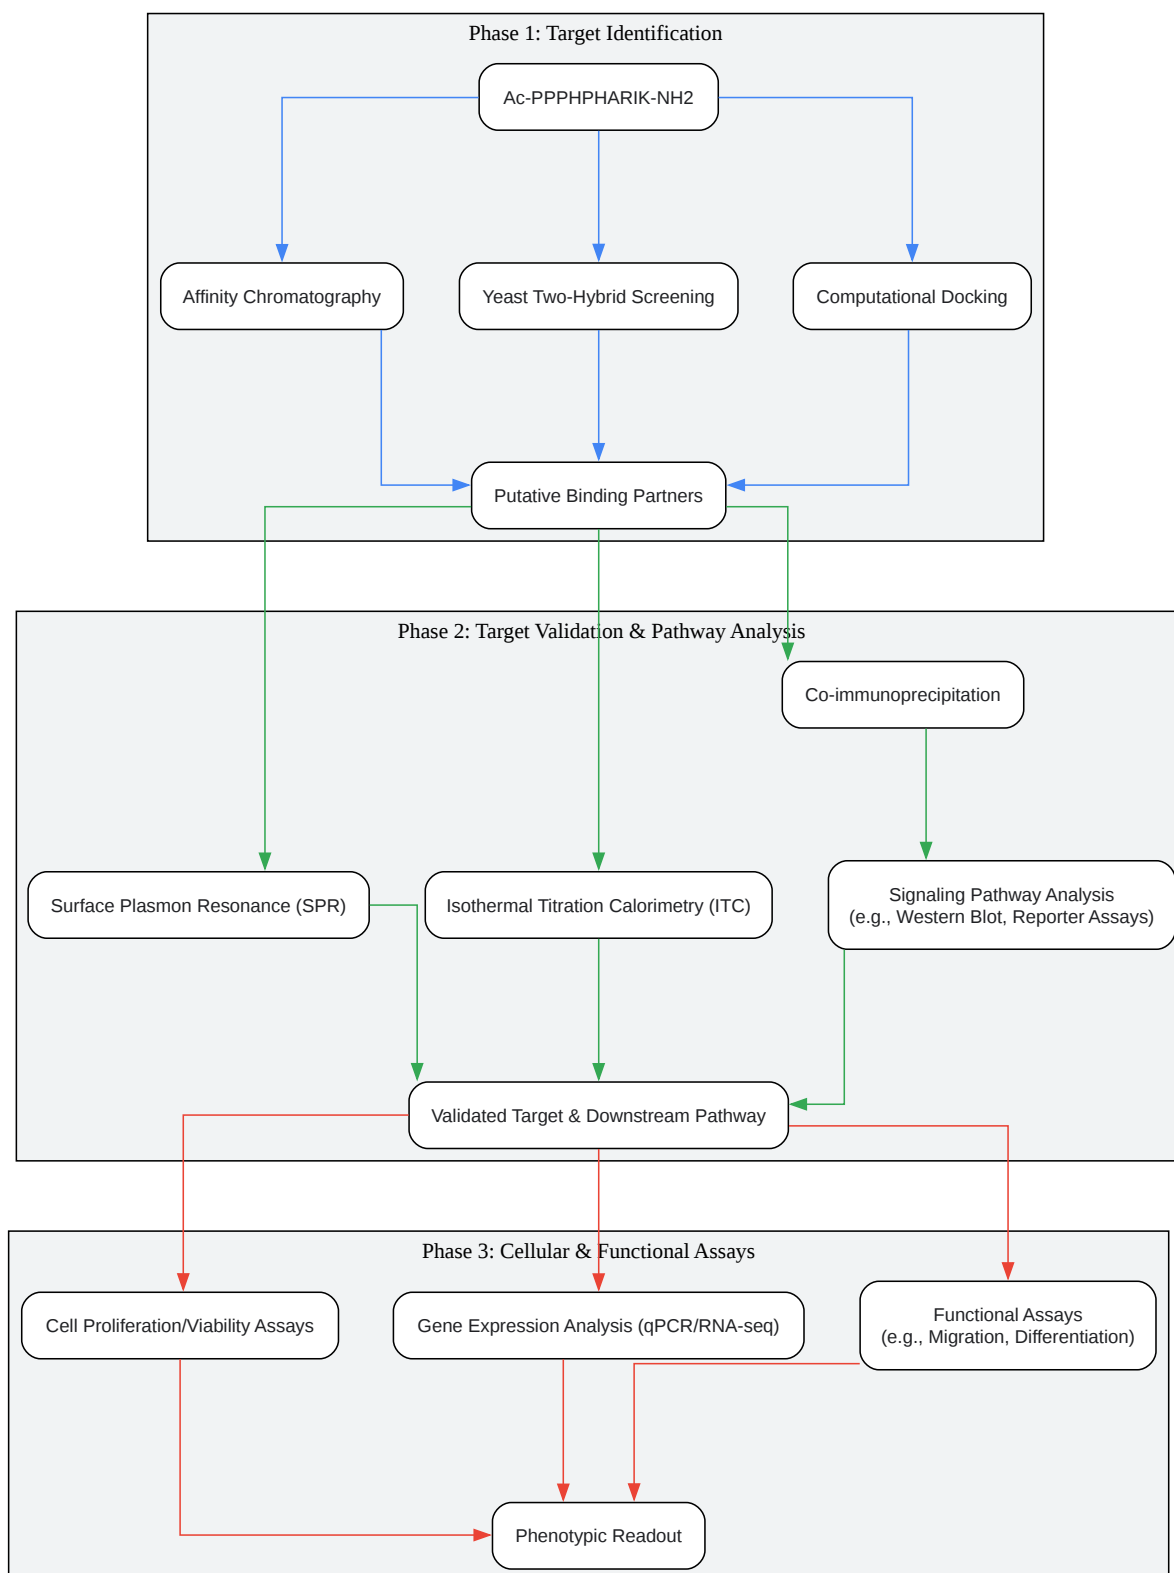 Phase 1: Target Identification
Ac-PPPHPHARIK-NH2
Affinity Chromatography
Yeast Two-Hybrid Screening
Computational Docking
Putative Binding Partners
Phase 2: Target Validation & Pathway Analysis
Co-immunoprecipitation
Surface Plasmon Resonance (SPR)
Isothermal Titration Calorimetry (ITC)
Signaling Pathway Analysis
(e.g., Western Blot, Reporter Assays)
Validated Target & Downstream Pathway
Phase 3: Cellular & Functional Assays
Cell Proliferation/Viability Assays
Gene Expression Analysis (qPCR/RNA-seq)
Functional Assays
(e.g., Migration, Differentiation)
Phenotypic Readout